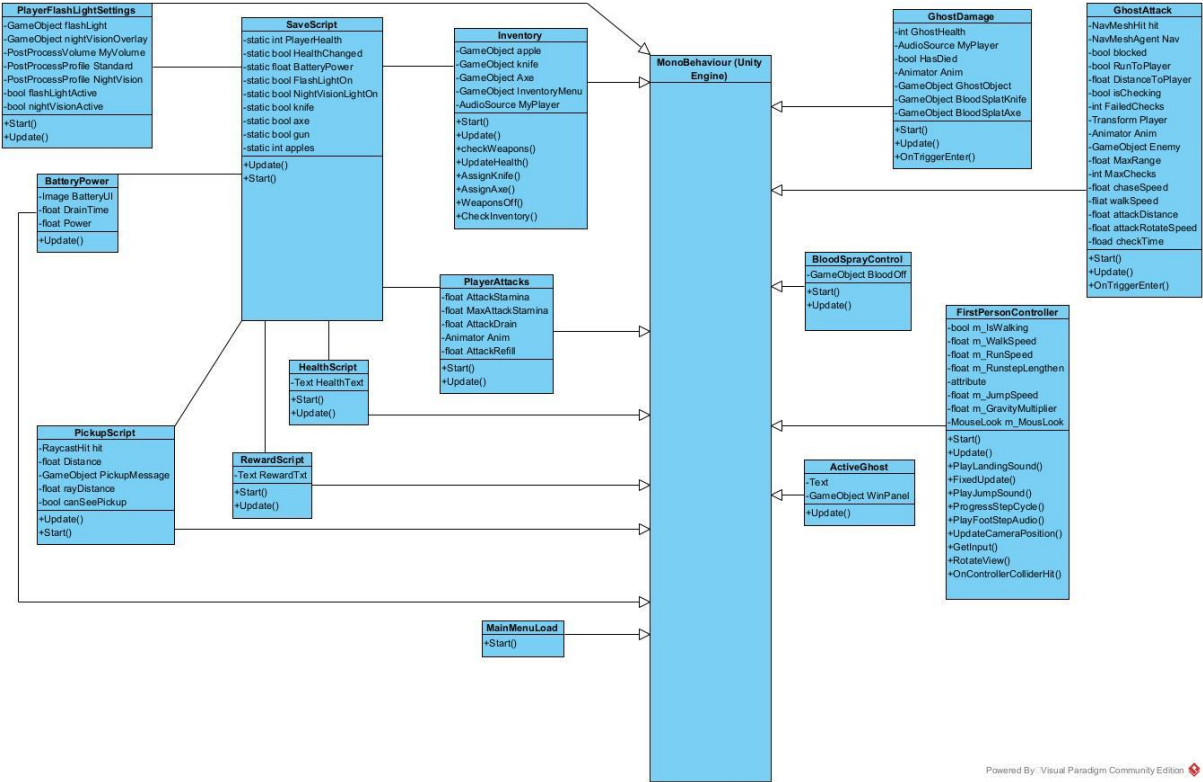 PlayerFlashLightSettings
-GameObject flashLight
-GameObject nightVisionOverlay
-PostProcessVolume MyVolume
-PostProcessProfile Standard
-PostProcessProfile NightVision
-bool flashLightActive
-bool nightVisionActive
+Start()
+Update()
SaveScript
-static int PlayerHealth
-static bool HealthChanged
-static float BatteryPower
-static bool FlashLightOn
-static bool NightVisionLightOn
-static bool knife
-static bool axe
-static bool gun
-static int apples
+Update()
+Start()
Inventory
-GameObject apple
-GameObject knife
-GameObject Axe
-GameObject InventoryMenu
-AudioSource MyPlayer
+Start()
+Update()
+checkWeapons()
+UpdateHealth()
+AssignKnife()
+AssignAxe()
+WeaponsOff()
+CheckInventory()
MonoBehaviour (Unity
Engine)
GhostDamage
-int GhostHealth
-AudioSource MyPlayer
-bool HasDied
-Animator Anim
-GameObject GhostObject
-GameObject BloodSplatKnife
-GameObject BloodSplatAxe
+Start()
+Update()
+OnTriggerEnter()
GhostAttack
-NavMeshHit hit
-NavMeshAgent Nav
-bool blocked
-bool RunToPlayer
-float DistanceToPlayer
-bool isChecking
-int FailedChecks
-Transform Player
-Animator Anim
-GameObject Enemy
-float MaxRange
-int MaxChecks
-float chaseSpeed
-fliat walkSpeed
-float attackDistance
-float attackRotateSpeed
-fload checkTime
+Start()
+Update()
+OnTriggerEnter()
BatteryPower
-Image BatteryUI
-float DrainTime
-float Power
+Update()
PlayerAttacks
-float AttackStamina
-float MaxAttackStamina
-float AttackDrain
-Animator Anim
-float AttackRefill
+Start()
+Update()
BloodSprayControl
-GameObject BloodOff
+Start()
+Update()
FirstPersonController
-bool m_IsWalking
-float m_WalkSpeed
-float m_RunSpeed
-float m_RunstepLengthen
-attribute
-float m_JumpSpeed
-float m_GravityMultiplier
-MouseLook m_MousLook
+Start()
+Update()
+PlayLandingSound()
+FixedUpdate()
+PlayJumpSound()
+ProgressStepCycle()
+PlayFootStepAudio()
+UpdateCameraPosition()
+GetInput()
+RotateView()
+OnControllerColliderHit()
HealthScript
-Text HealthText
+Start()
+Update()
PickupScript
-RaycastHit hit
-float Distance
-GameObject PickupMessage
-float rayDistance
-bool canSeePickup
+Update()
+Start()
RewardScript
-Text RewardTxt
+Start()
+Update()
ActiveGhost
-Text
-GameObject WinPanel
+Update()
MainMenuLoad
+Start()
Powered By Visual Paradigm Community Edition